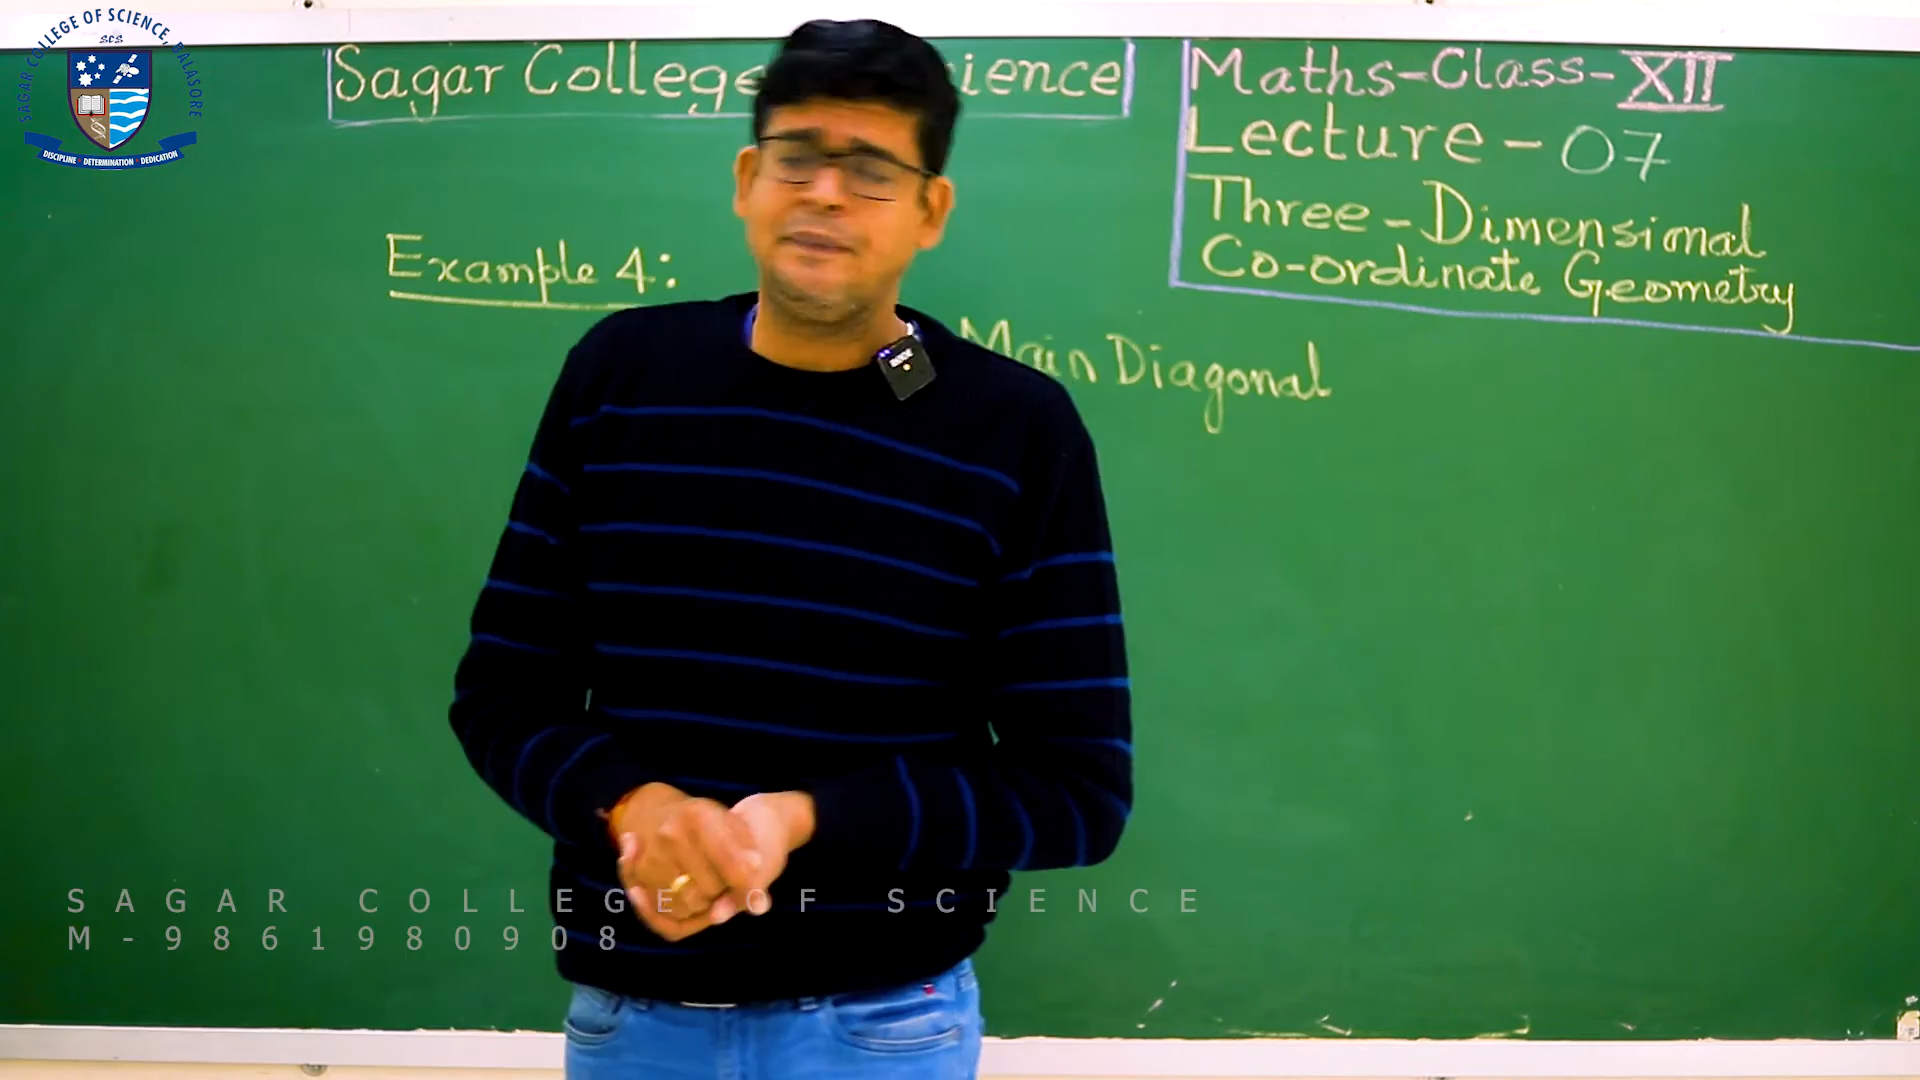 SAGAR COLLEGE OF SCIENCE, BALASORE
SCS
DISCIPLINE DETERMINATION DEDICATION
Sagar College ience
Maths-Class-XII
Lecture-07
Three-Dimensional
Co-ordinate Geometry
Example 4:
Main Diagonal
SAGAR COLLEGE OF SCIENCE
M-9861980908